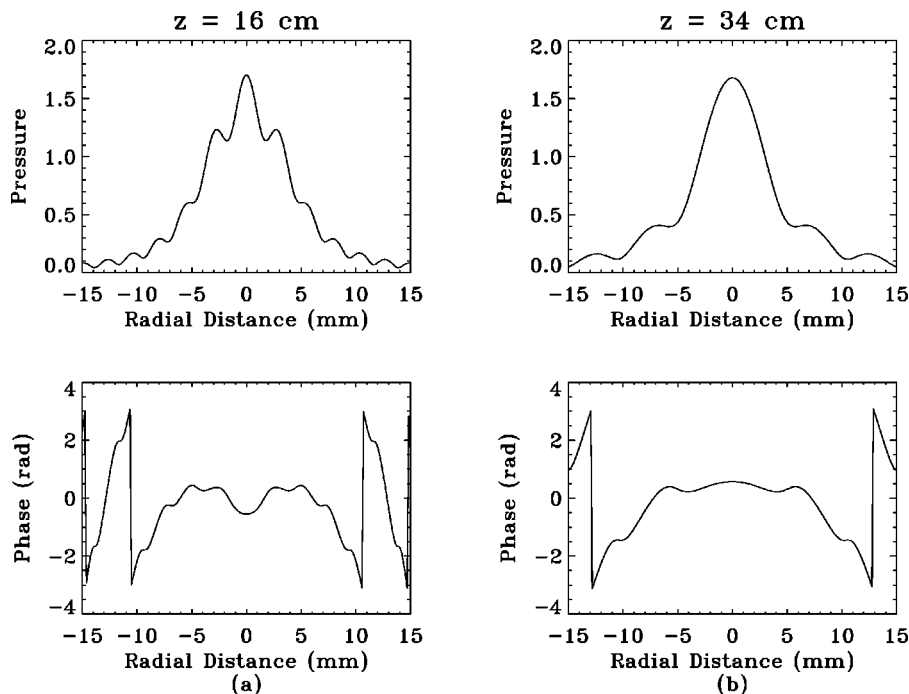 z = 16 cm
z = 34 cm
2.0
1.5
1.0
0.5
0.0
Pressure
-15 -10 -5 0 5 10 15
Radial Distance (mm)
2.0
1.5
1.0
0.5
0.0
Pressure
-15 -10 -5 0 5 10 15
Radial Distance (mm)
4
2
0
-2
-4
Phase (rad)
-15 -10 -5 0 5 10 15
Radial Distance (mm)
(a)
4
2
0
-2
-4
Phase (rad)
-15 -10 -5 0 5 10 15
Radial Distance (mm)
(b)